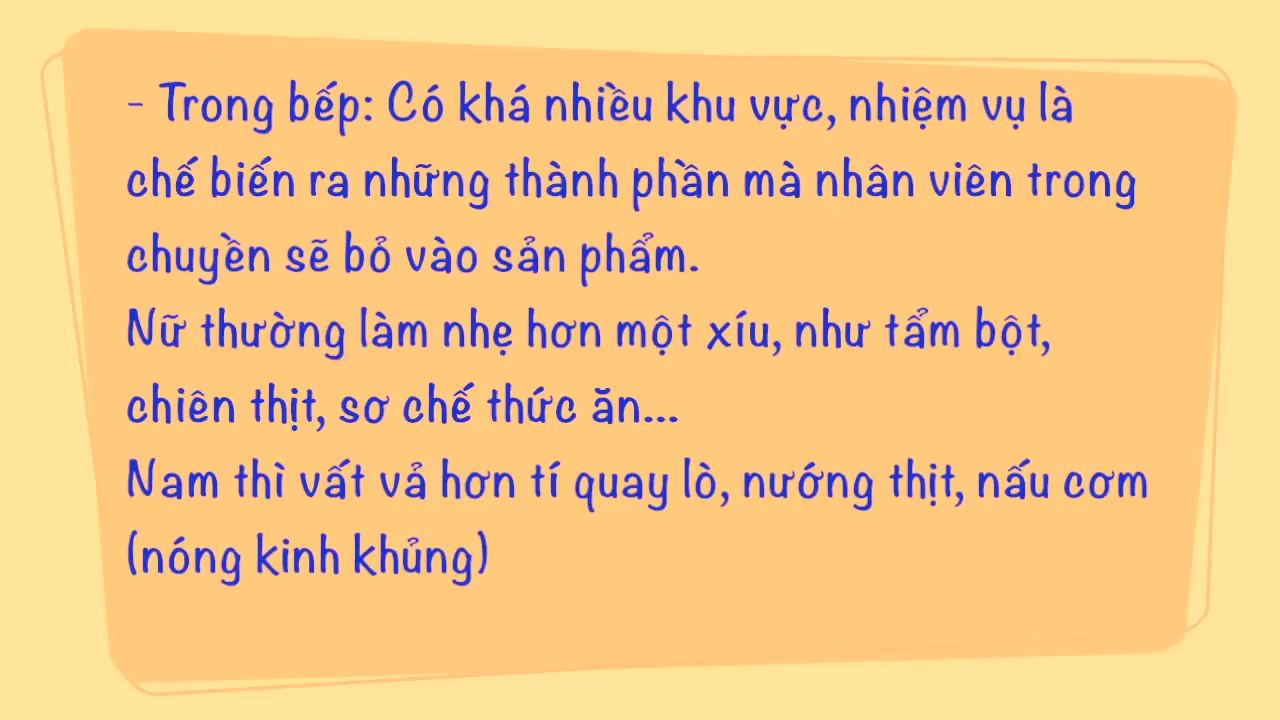 - Trong bếp: Có khá nhiều khu vực, nhiệm vụ là
chế biến ra những thành phần mà nhân viên trong
chuyền sẽ bỏ vào sản phẩm.
Nữ thường làm nhẹ hơn một xíu, như tẩm bột,
chiên thịt, sơ chế thức ăn...
Nam thì vất vả hơn tí quay lò, nướng thịt, nấu cơm
(nóng kinh khủng)